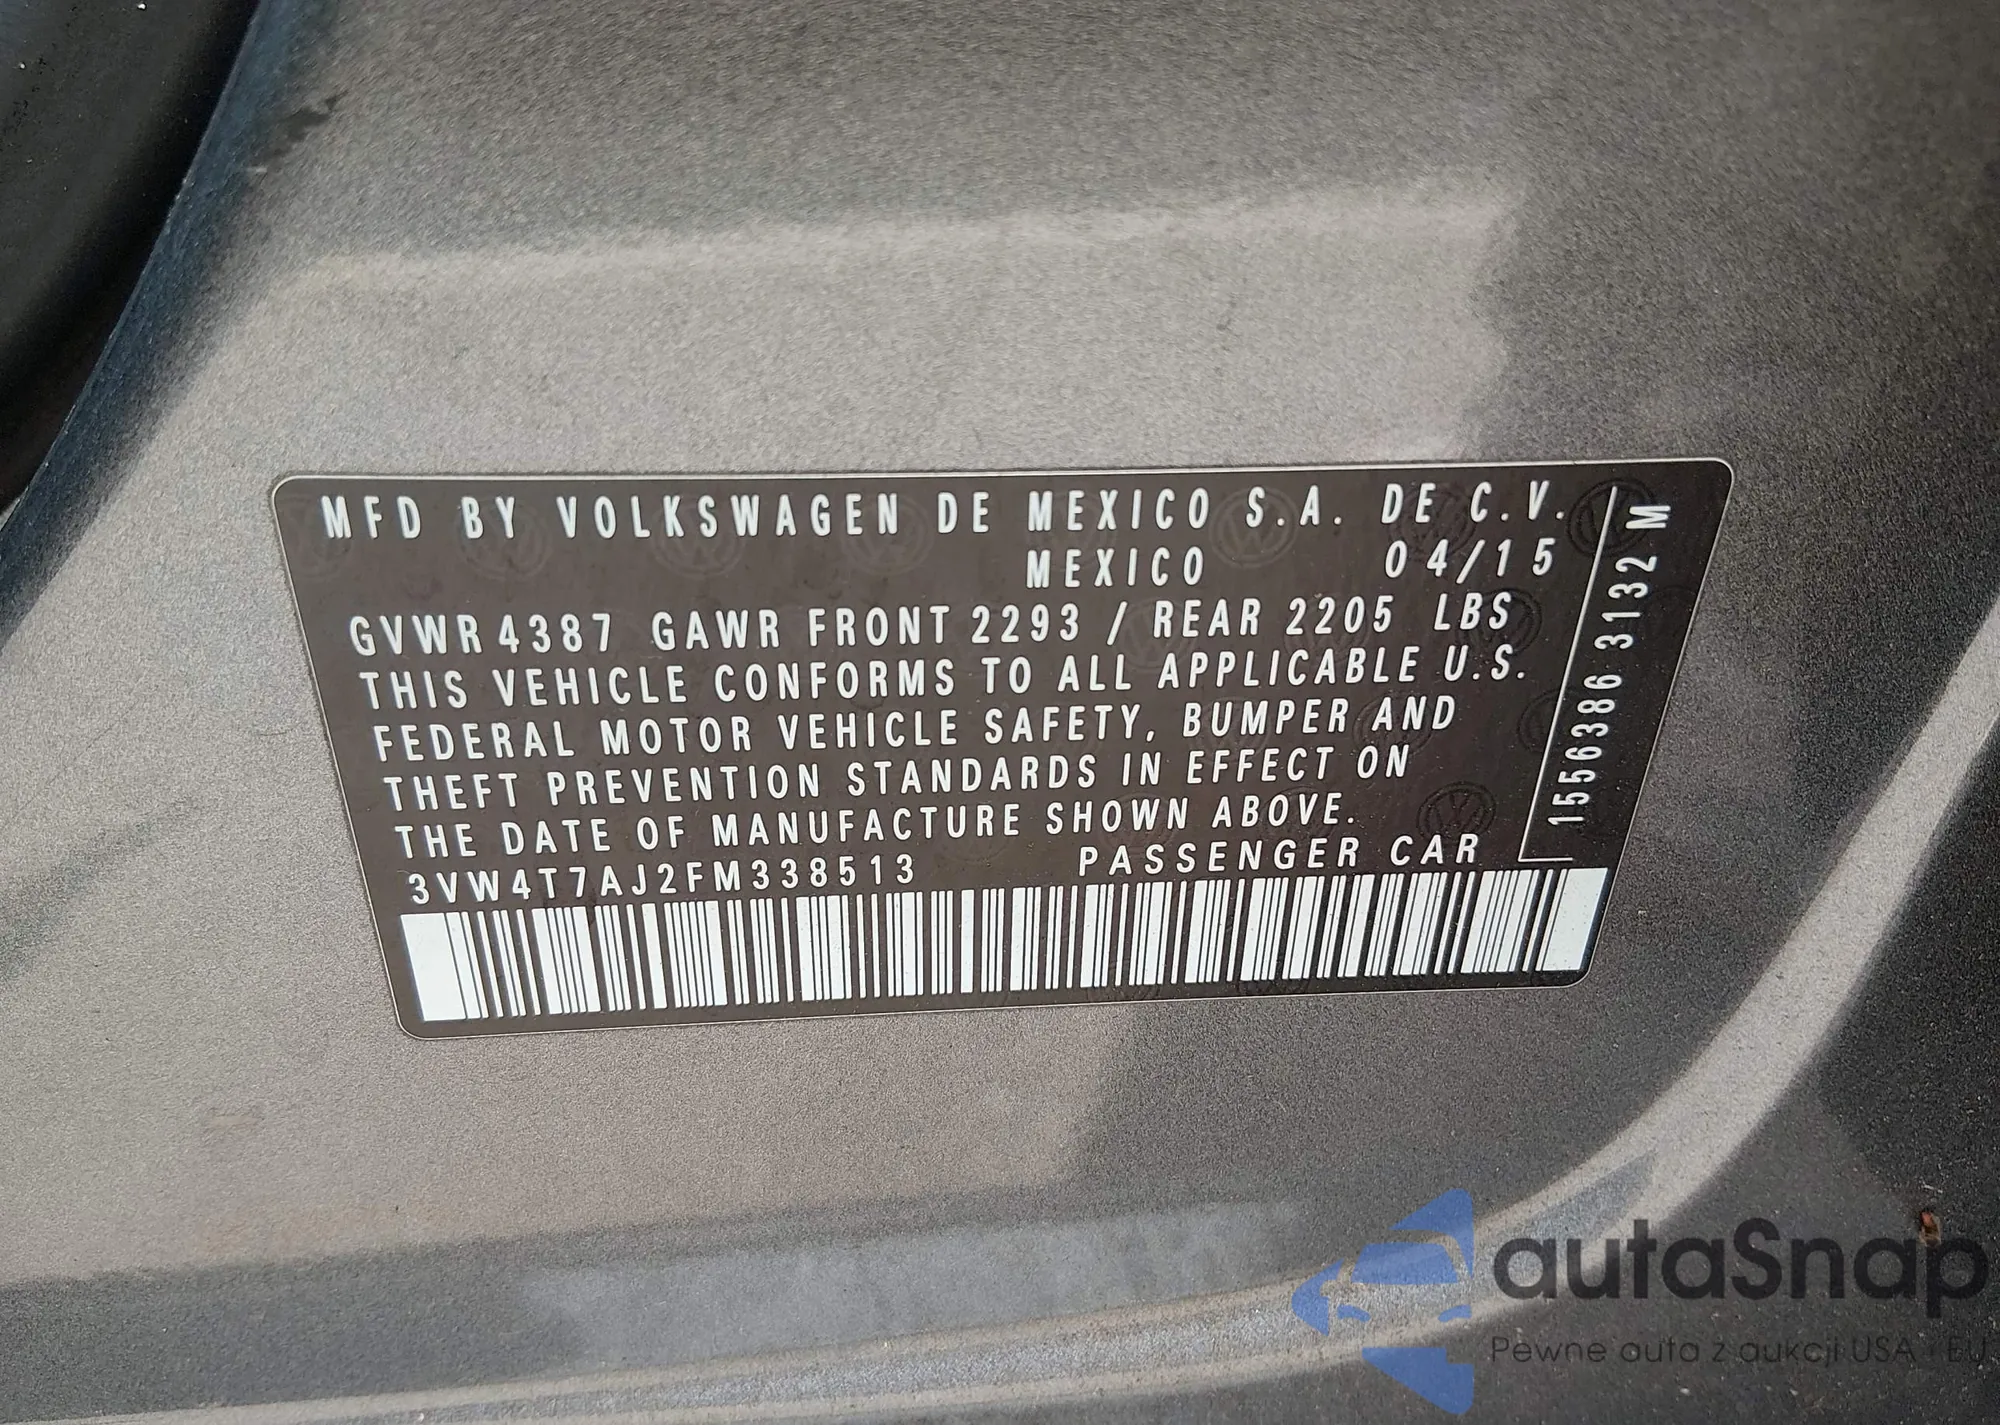 MFD BY VOLKSWAGEN DE MEXICO S.A. DE C.V.
MEXICO 04/15
GVWR 4387 GAWR FRONT 2293 / REAR 2205 LBS
THIS VEHICLE CONFORMS TO ALL APPLICABLE U.S.
FEDERAL MOTOR VEHICLE SAFETY, BUMPER AND
THEFT PREVENTION STANDARDS IN EFFECT ON
THE DATE OF MANUFACTURE SHOWN ABOVE.
3VW4T7AJ2FM338513 PASSENGER CAR
1556386 3132 M
autaSnap
Pewne auta z aukcji USA i EU